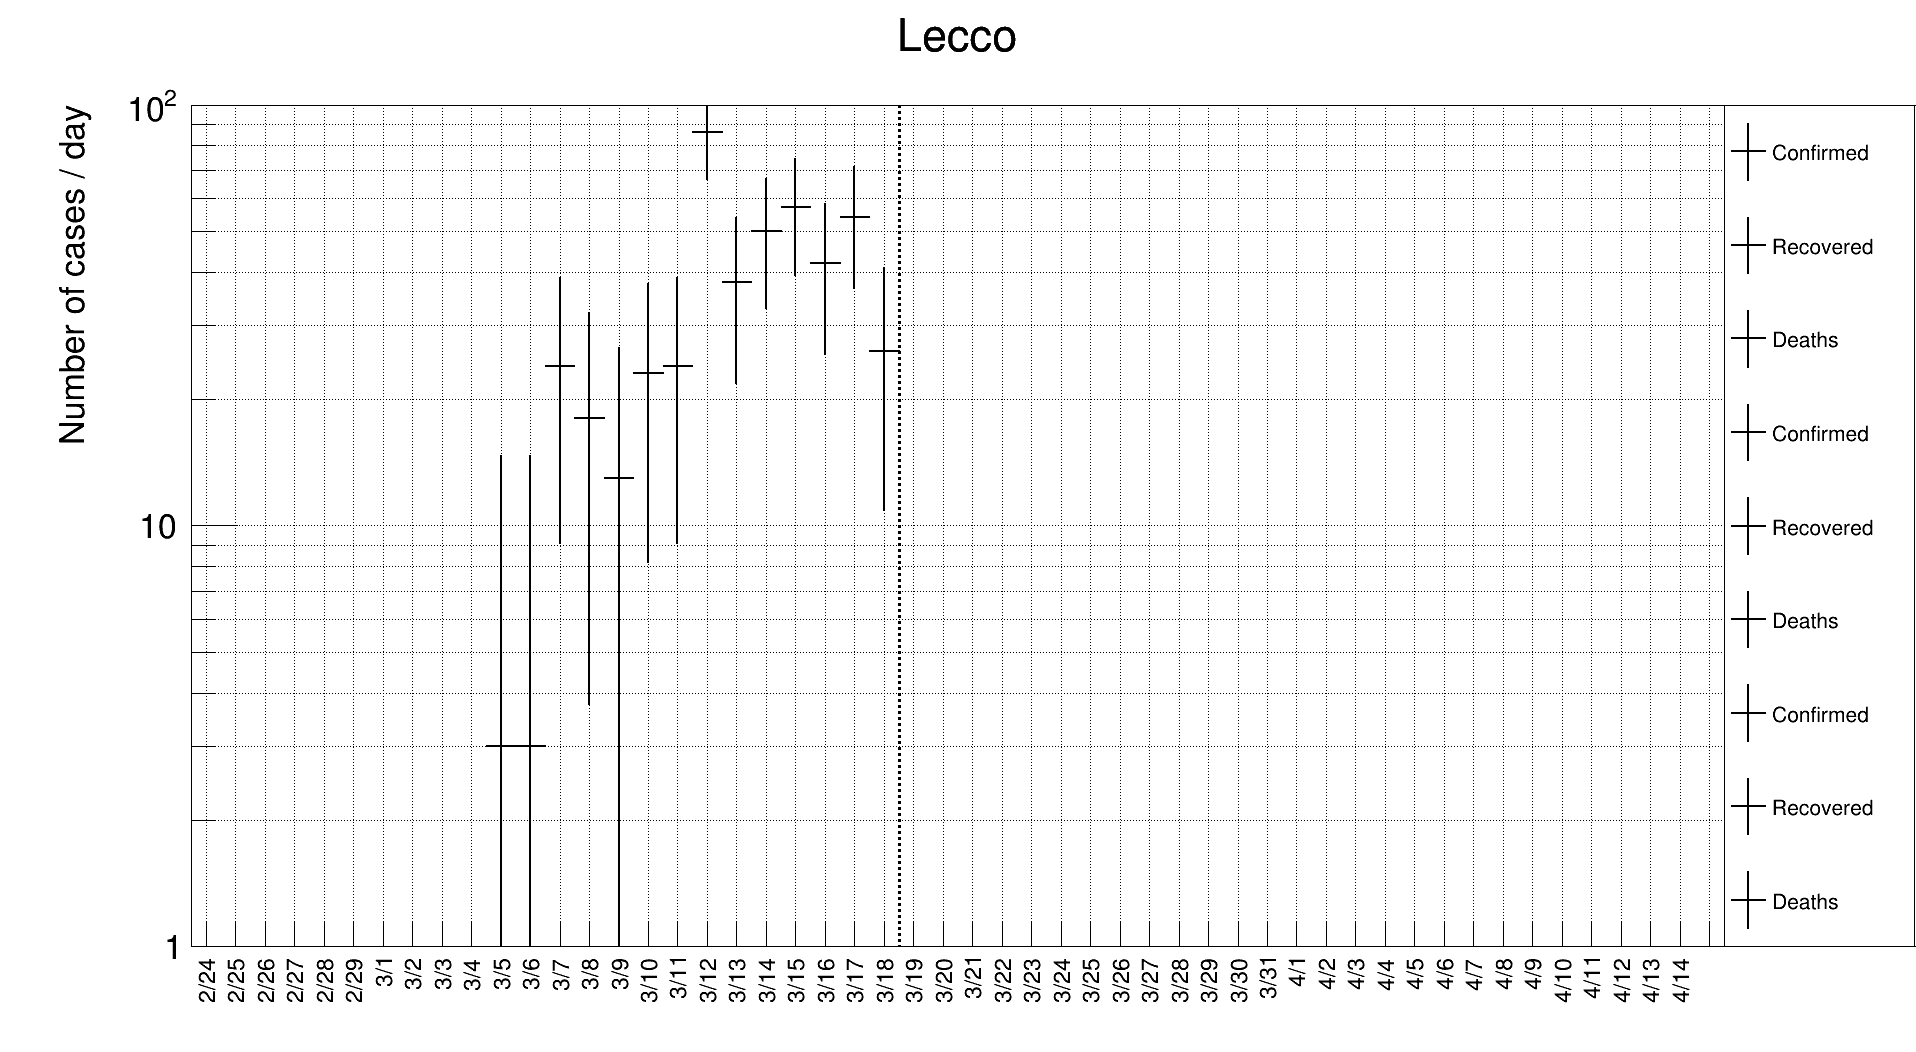 Lecco
Number of cases / day
10²
10
1
2/24 2/25 2/26 2/27 2/28 2/29 3/1 3/2 3/3 3/4 3/5 3/6 3/7 3/8 3/9 3/10 3/11 3/12 3/13 3/14 3/15 3/16 3/17 3/18 3/19 3/20 3/21 3/22 3/23 3/24 3/25 3/26 3/27 3/28 3/29 3/30 3/31 4/1 4/2 4/3 4/4 4/5 4/6 4/7 4/8 4/9 4/10 4/11 4/12 4/13 4/14
Confirmed
Recovered
Deaths
Confirmed
Recovered
Deaths
Confirmed
Recovered
Deaths